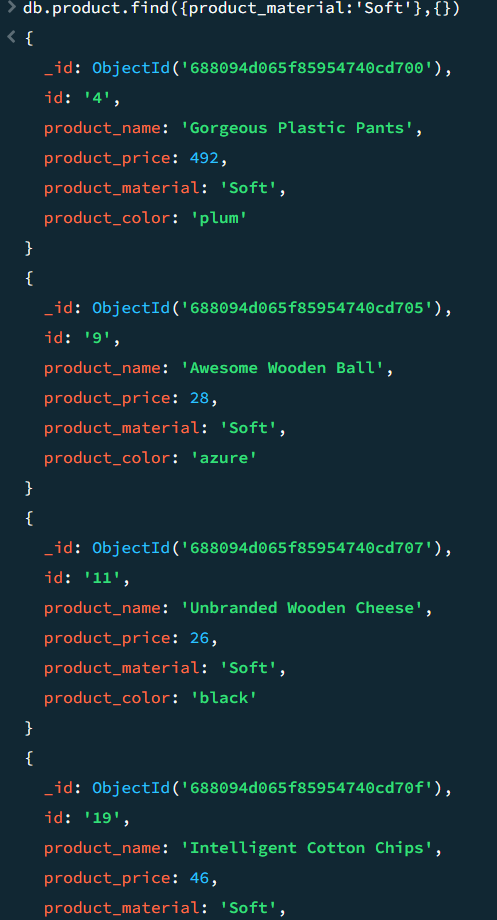 > db.product.find({product_material:'Soft'},{})
< {
_id: ObjectId('688094d065f85954740cd700'),
id: '4',
product_name: 'Gorgeous Plastic Pants',
product_price: 492,
product_material: 'Soft',
product_color: 'plum'
}
{
_id: ObjectId('688094d065f85954740cd705'),
id: '9',
product_name: 'Awesome Wooden Ball',
product_price: 28,
product_material: 'Soft',
product_color: 'azure'
}
{
_id: ObjectId('688094d065f85954740cd707'),
id: '11',
product_name: 'Unbranded Wooden Cheese',
product_price: 26,
product_material: 'Soft',
product_color: 'black'
}
{
_id: ObjectId('688094d065f85954740cd70f'),
id: '19',
product_name: 'Intelligent Cotton Chips',
product_price: 46,
product_material: 'Soft',